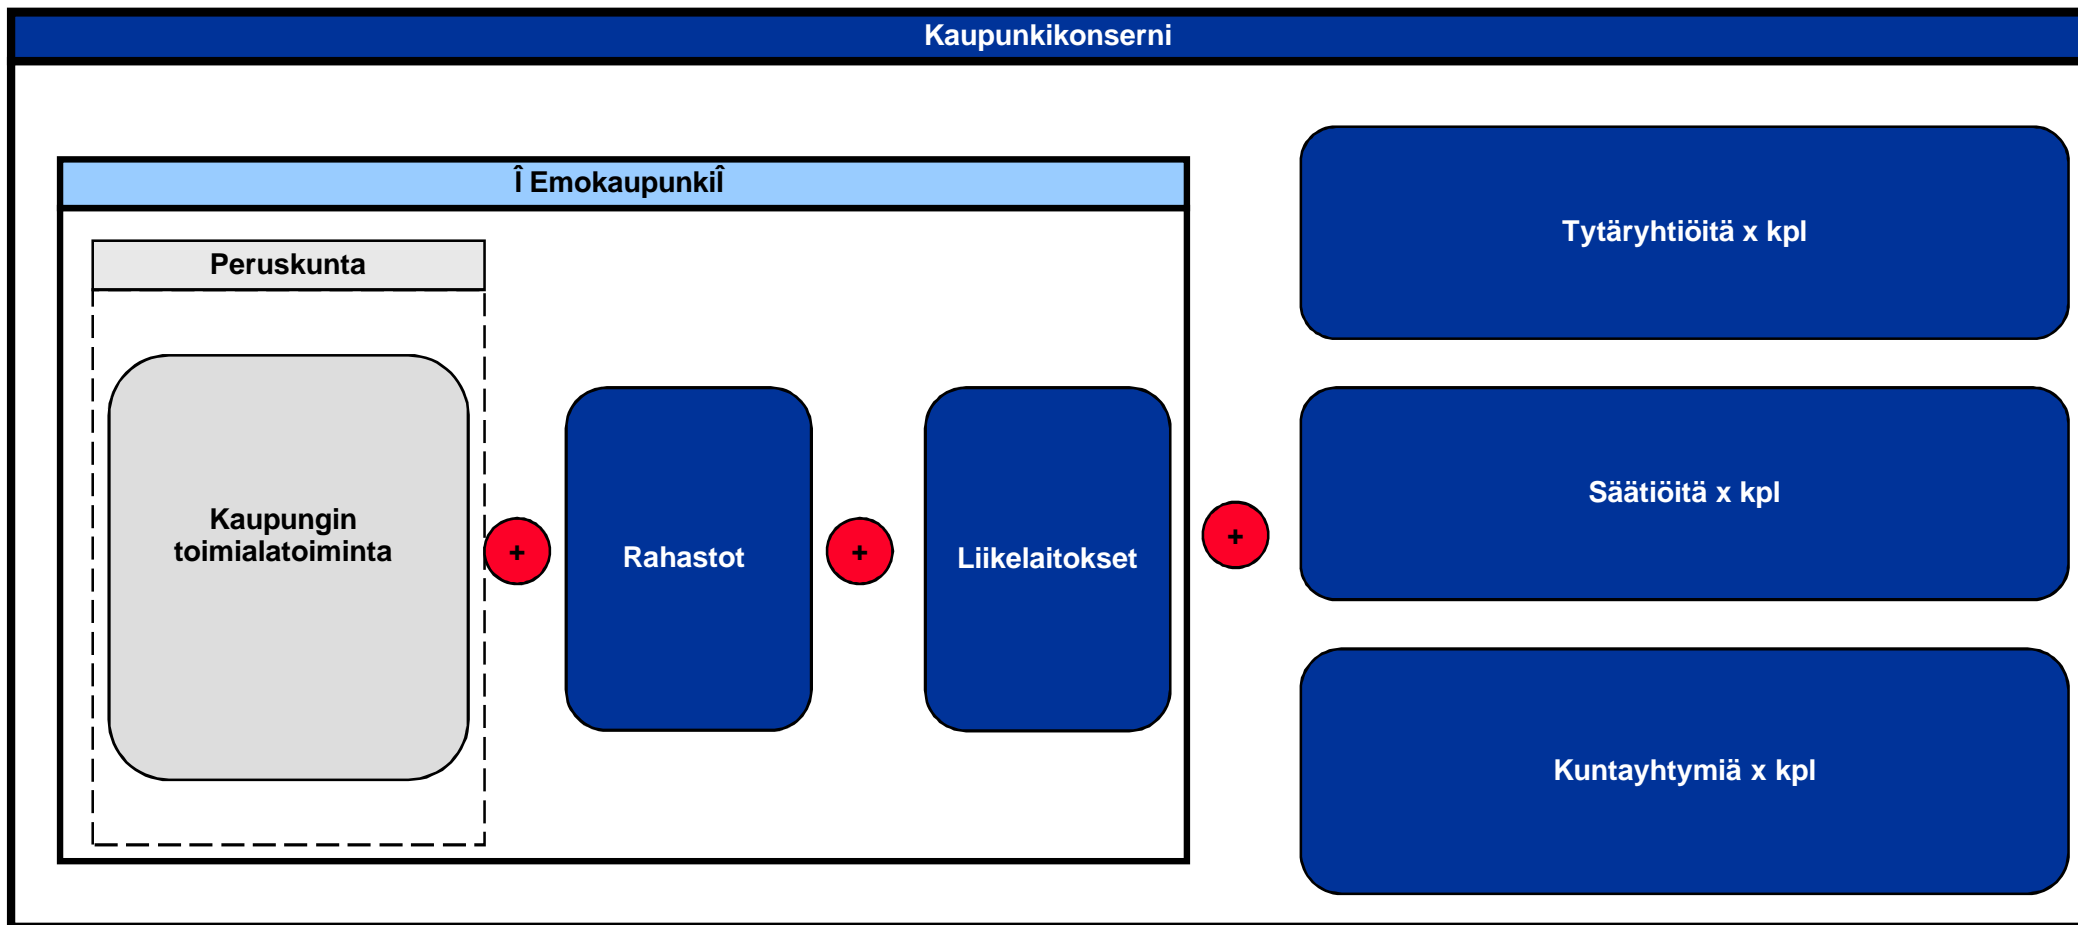 Kaupunkikonserni
Î EmokaupunkiÎ
Peruskunta
Kaupungin
toimialatoiminta
+
Rahastot
+
Liikelaitokset
+
Tytäryhtiöitä x kpl
Säätiöitä x kpl
Kuntayhtymiä x kpl